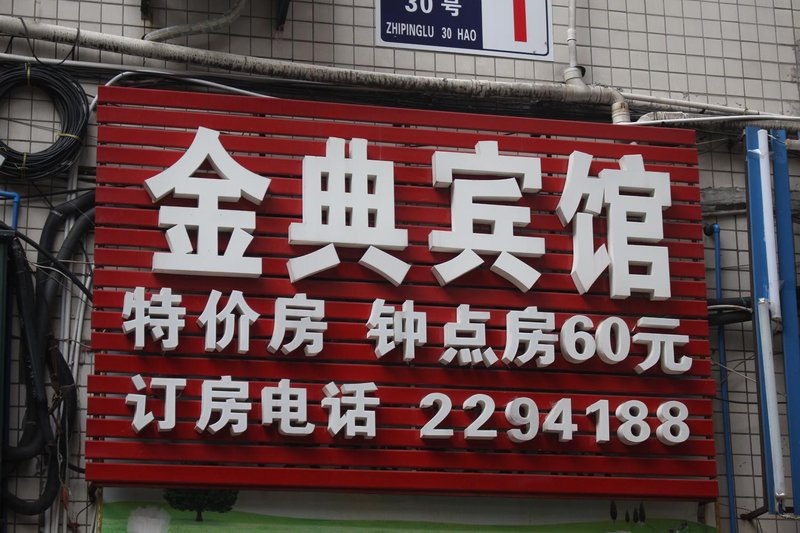 30号
ZHIPINGLU 30 HAO
金典宾馆
特价房 钟点房60元
订房电话 2294188